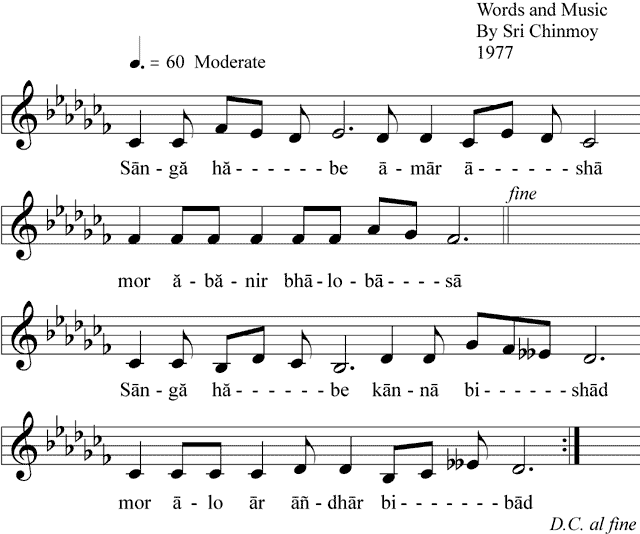 Words and Music
By Sri Chinmoy
1977
= 60 Moderate
Sān - gă hă - - - - - - be ā - mār ā - - - - - - shā
fine
mor ă - bă - nir bhā - lo - bā - - - - sā
Sān - gă hă - - - - - - be kān - nā bi - - - - - - shād
mor ā - lo ār āñ - dhār bi - - - - - - - bād
D.C. al fine